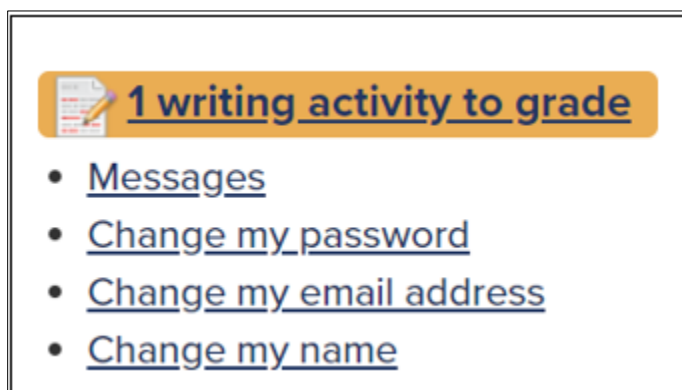 1 writing activity to grade
Messages
Change my password
Change my email address
Change my name